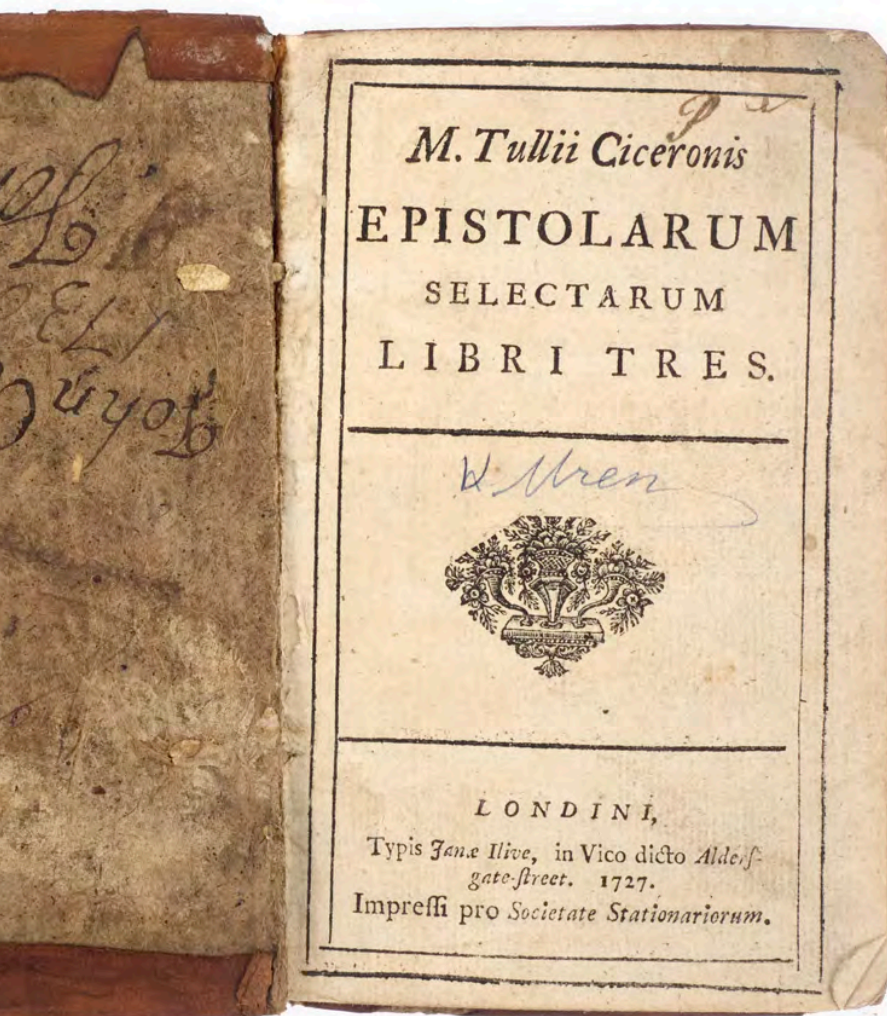 John
M. Tullii Ciceronis
EPISTOLARUM
SELECTARUM
LIBRI TRES.
LONDINI,
Typis Janæ Ilive, in Vico dicto Alderſ-
gate-ſtreet. 1727.
Impreſſi pro Societate Stationariorum.